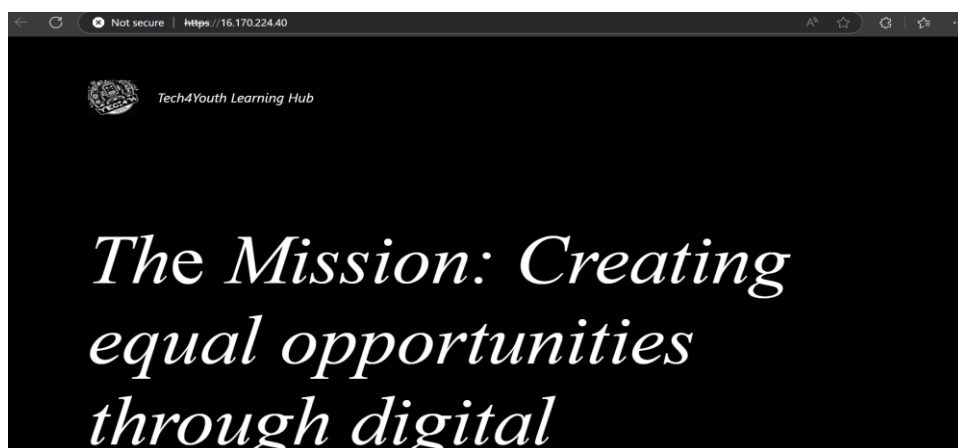 Not secure | https://16.170.224.40
Tech4Youth Learning Hub
The Mission: Creating
equal opportunities
through digital